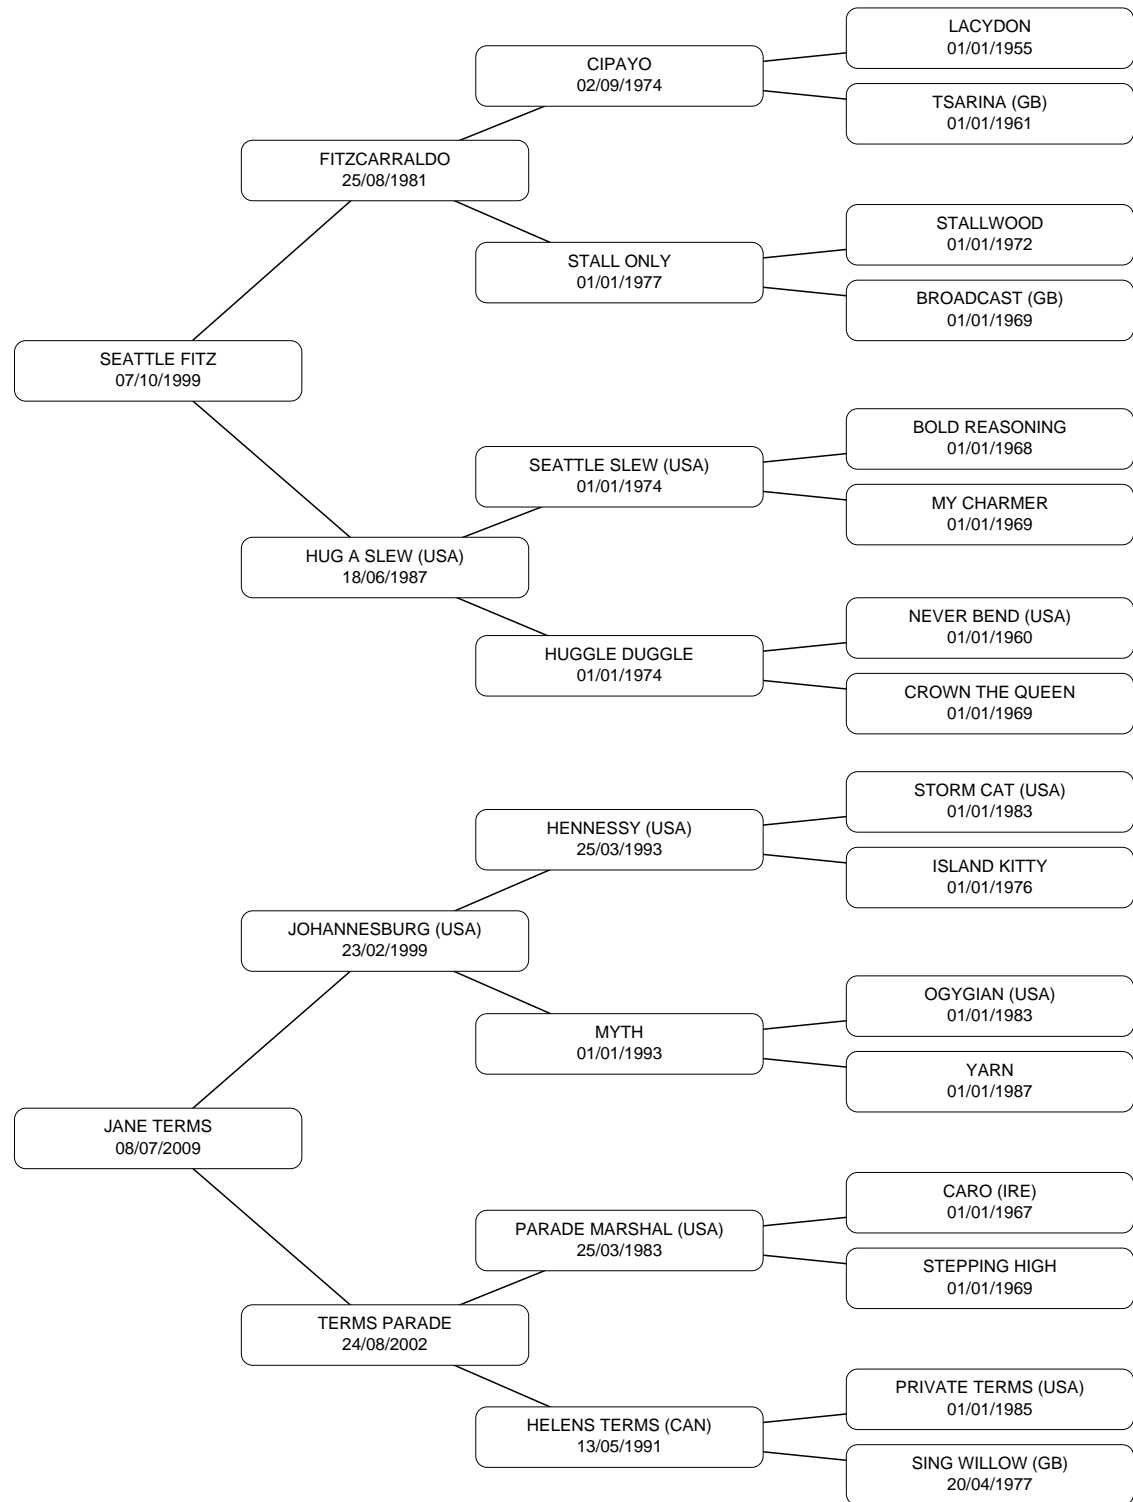 LACYDON
01/01/1955
CIPAYO
02/09/1974
TSARINA (GB)
01/01/1961
FITZCARRALDO
25/08/1981
STALLWOOD
01/01/1972
STALL ONLY
01/01/1977
BROADCAST (GB)
01/01/1969
SEATTLE FITZ
07/10/1999
BOLD REASONING
01/01/1968
SEATTLE SLEW (USA)
01/01/1974
MY CHARMER
01/01/1969
HUG A SLEW (USA)
18/06/1987
NEVER BEND (USA)
01/01/1960
HUGGLE DUGGLE
01/01/1974
CROWN THE QUEEN
01/01/1969
STORM CAT (USA)
01/01/1983
HENNESSY (USA)
25/03/1993
ISLAND KITTY
01/01/1976
JOHANNESBURG (USA)
23/02/1999
OGYGIAN (USA)
01/01/1983
MYTH
01/01/1993
YARN
01/01/1987
JANE TERMS
08/07/2009
CARO (IRE)
01/01/1967
PARADE MARSHAL (USA)
25/03/1983
STEPPING HIGH
01/01/1969
TERMS PARADE
24/08/2002
PRIVATE TERMS (USA)
01/01/1985
HELENS TERMS (CAN)
13/05/1991
SING WILLOW (GB)
20/04/1977